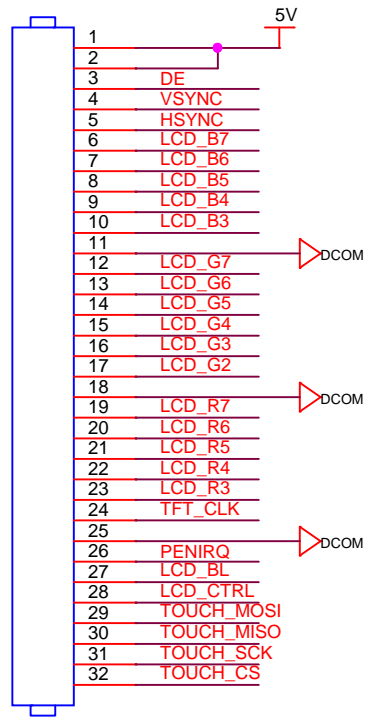 5V
1
2
3 DE
4 VSYNC
5 HSYNC
6 LCD_B7
7 LCD_B6
8 LCD_B5
9 LCD_B4
10 LCD_B3
11 DCOM
12 LCD_G7
13 LCD_G6
14 LCD_G5
15 LCD_G4
16 LCD_G3
17 LCD_G2
18 DCOM
19 LCD_R7
20 LCD_R6
21 LCD_R5
22 LCD_R4
23 LCD_R3
24 TFT_CLK
25 DCOM
26 PENIRQ
27 LCD_BL
28 LCD_CTRL
29 TOUCH_MOSI
30 TOUCH_MISO
31 TOUCH_SCK
32 TOUCH_CS